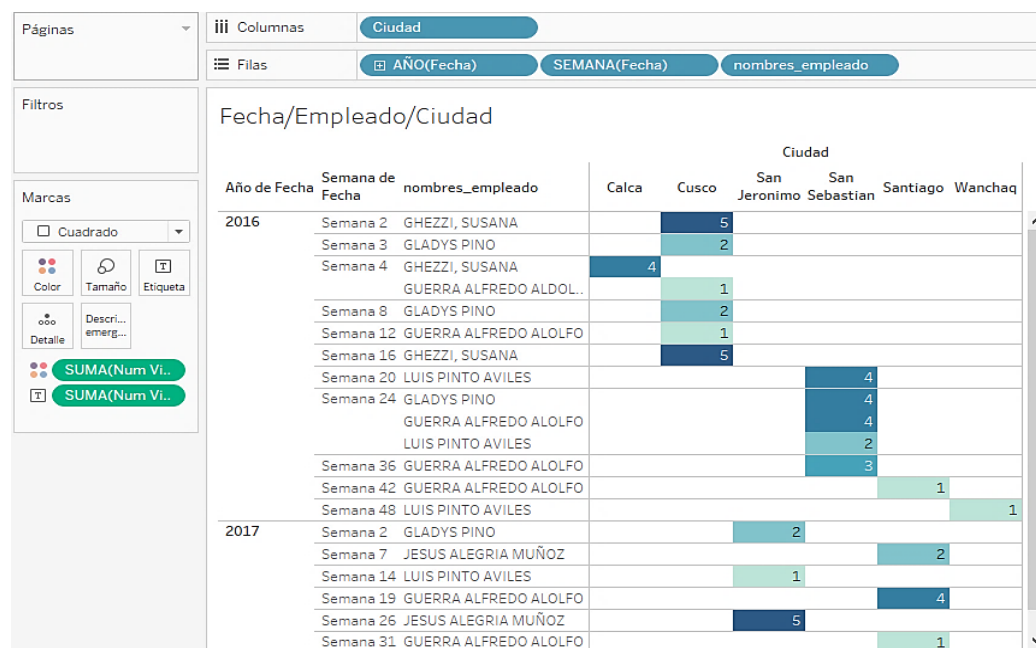 Páginas
Columnas Ciudad
Filas AÑO(Fecha) SEMANA(Fecha) nombres_empleado
Filtros
Marcas
Cuadrado
Color Tamaño Etiqueta
Detalle Descri... emerg...
SUMA(Num Vi..
T SUMA(Num Vi..
Fecha/Empleado/Ciudad
Ciudad
Año de Fecha Semana de Fecha nombres_empleado Calca Cusco San Jeronimo San Sebastian Santiago Wanchaq
2016 Semana 2 GHEZZI, SUSANA 5
Semana 3 GLADYS PINO 2
Semana 4 GHEZZI, SUSANA 4
GUERRA ALFREDO ALDOL.. 1
Semana 8 GLADYS PINO 2
Semana 12 GUERRA ALFREDO ALOLFO 1
Semana 16 GHEZZI, SUSANA 5
Semana 20 LUIS PINTO AVILES 4
Semana 24 GLADYS PINO 4
GUERRA ALFREDO ALOLFO 4
LUIS PINTO AVILES 2
Semana 36 GUERRA ALFREDO ALOLFO 3
Semana 42 GUERRA ALFREDO ALOLFO 1
Semana 48 LUIS PINTO AVILES 1
2017 Semana 2 GLADYS PINO 2
Semana 7 JESUS ALEGRIA MUÑOZ 2
Semana 14 LUIS PINTO AVILES 1
Semana 19 GUERRA ALFREDO ALOLFO 4
Semana 26 JESUS ALEGRIA MUÑOZ 5
Semana 31 GUERRA ALFREDO ALOLFO 1